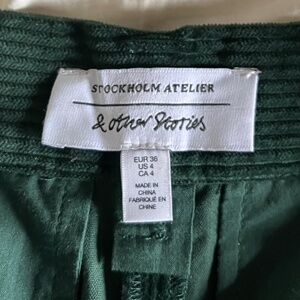 STOCKHOLM ATELIER
& other Stories
EUR 36
US 4
CA 4
MADE IN
CHINA
FABRIQUÉ EN
CHINE